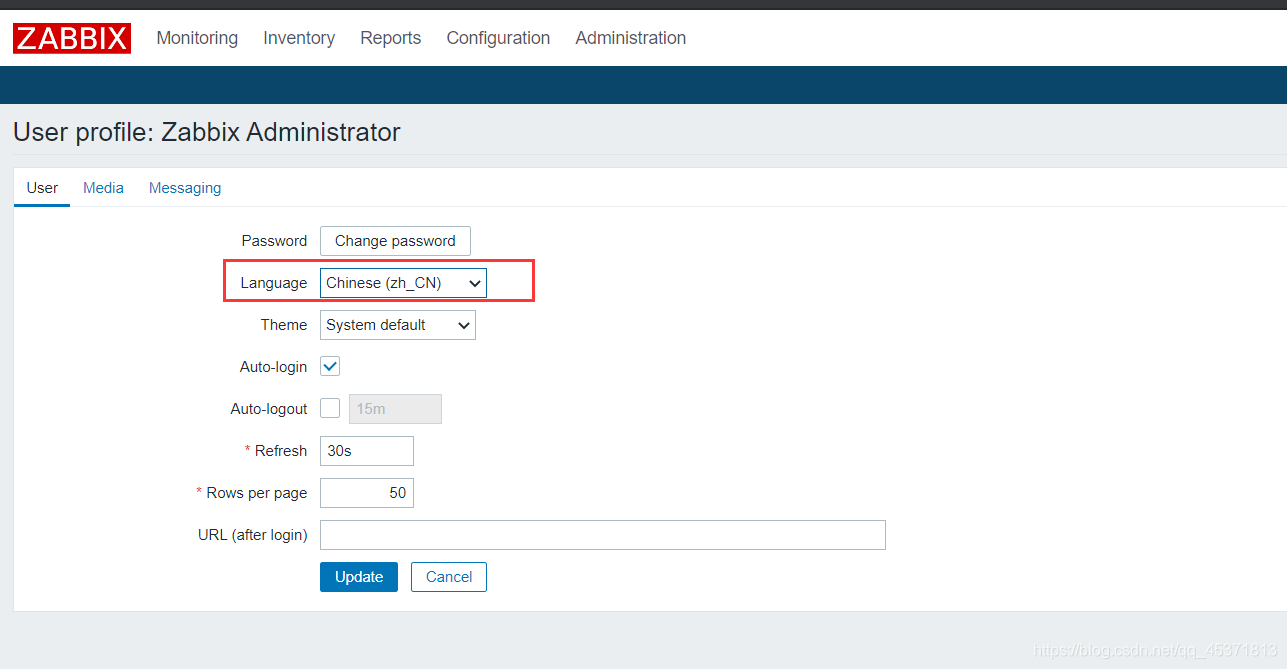 ZABBIX Monitoring Inventory Reports Configuration Administration
User profile: Zabbix Administrator
User Media Messaging
Password Change password
Language Chinese (zh_CN)
Theme System default
Auto-login
Auto-logout 15m
* Refresh 30s
* Rows per page 50
URL (after login)
Update Cancel
https://blog.csdn.net/qq_45371813